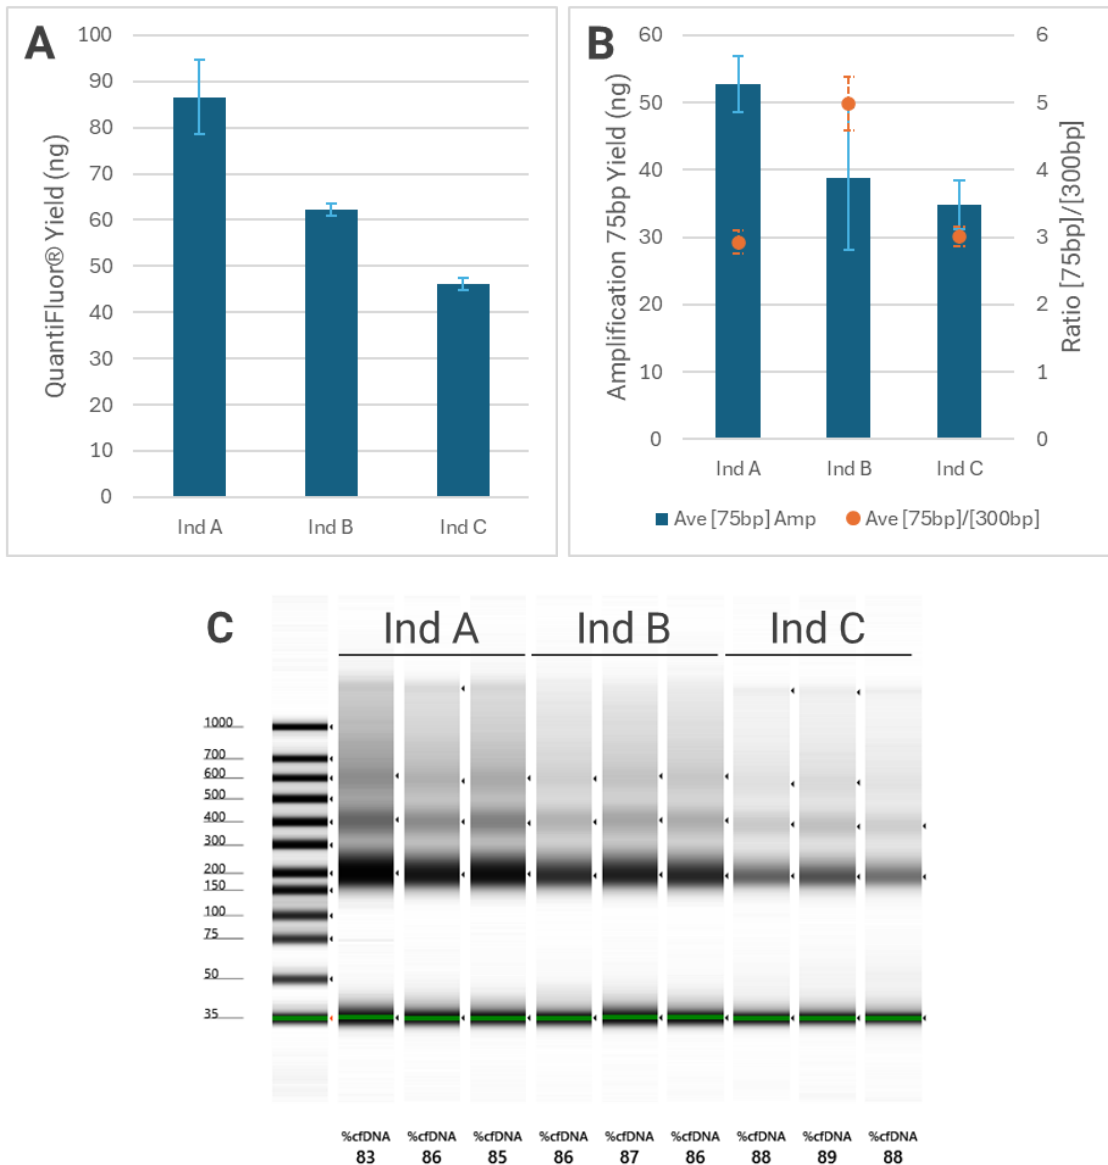 A
QuantiFluor® Yield (ng)
100
90
80
70
60
50
40
30
20
10
0
Ind A
Ind B
Ind C
B
Amplification 75bp Yield (ng)
60
50
40
30
20
10
0
6
5
4
3
2
1
0
Ratio [75bp]/[300bp]
Ind A
Ind B
Ind C
Ave [75bp] Amp
Ave [75bp]/[300bp]
C
Ind A
Ind B
Ind C
1000
700
600
500
400
300
200
150
100
75
50
35
%cfDNA %cfDNA %cfDNA %cfDNA %cfDNA %cfDNA %cfDNA %cfDNA %cfDNA
83 86 85 86 87 86 88 89 88